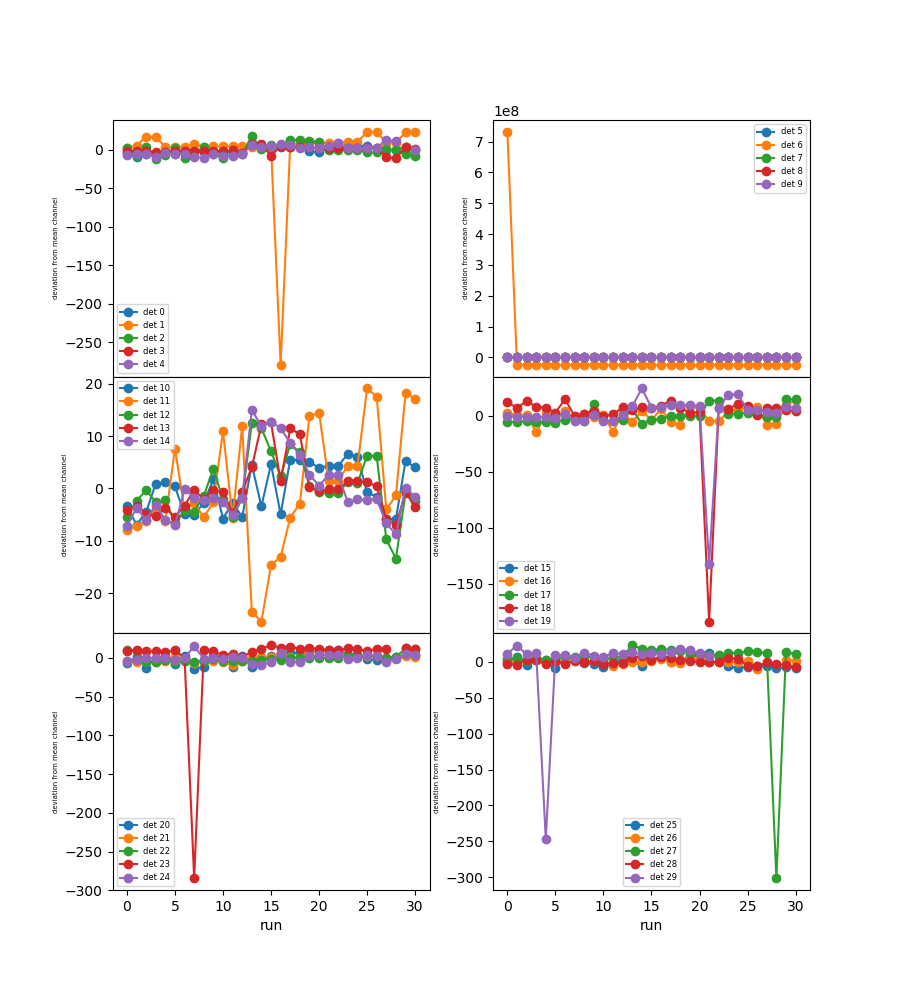 0
−50
−100
−150
−200
−250
deviation from mean channel
det 0
det 1
det 2
det 3
det 4
1e8
7
6
5
4
3
2
1
0
deviation from mean channel
det 5
det 6
det 7
det 8
det 9
20
10
0
−10
−20
deviation from mean channel
det 10
det 11
det 12
det 13
det 14
0
−50
−100
−150
deviation from mean channel
det 15
det 16
det 17
det 18
det 19
0
−50
−100
−150
−200
−250
−300
deviation from mean channel
det 20
det 21
det 22
det 23
det 24
0 5 10 15 20 25 30
run
0
−50
−100
−150
−200
−250
−300
deviation from mean channel
det 25
det 26
det 27
det 28
det 29
0 5 10 15 20 25 30
run